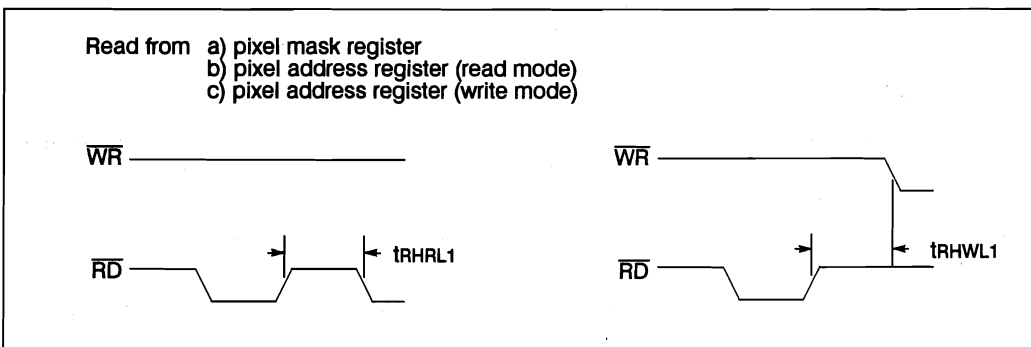 Read from a) pixel mask register
b) pixel address register (read mode)
c) pixel address register (write mode)
WR
WR
RD
tRHRL1
RD
tRHWL1